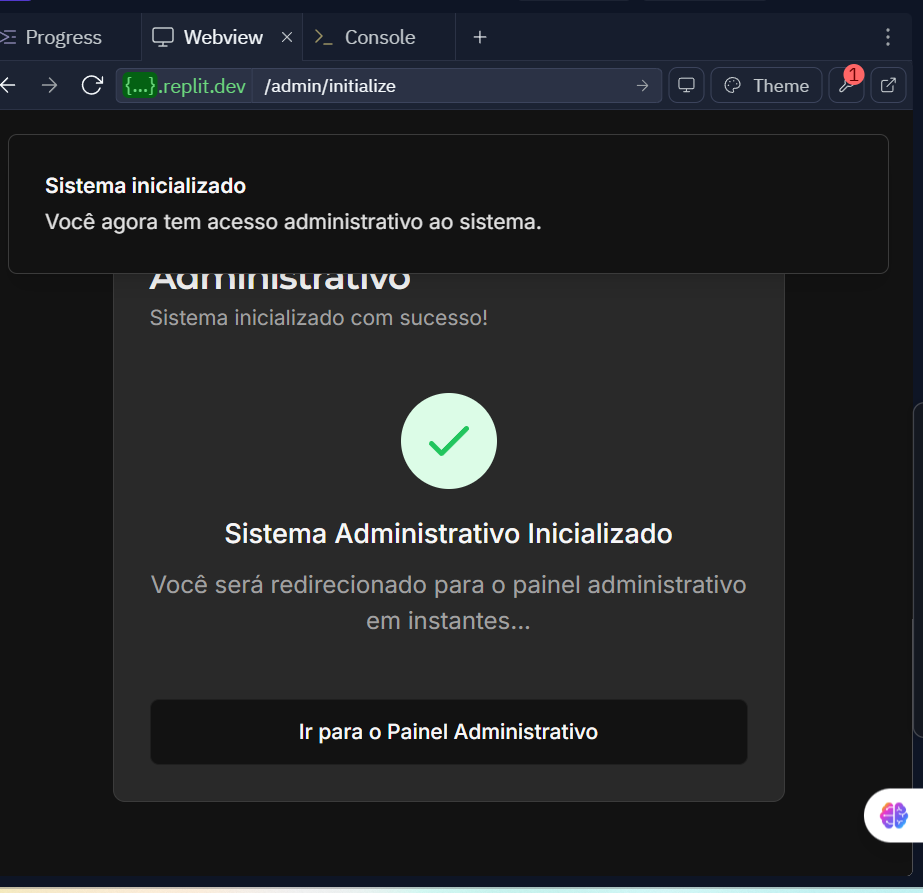 Progress
Webview
Console
{...}.replit.dev
/admin/initialize
Theme
1
Sistema inicializado
Você agora tem acesso administrativo ao sistema.
Administrativo
Sistema inicializado com sucesso!
Sistema Administrativo Inicializado
Você será redirecionado para o painel administrativo
em instantes...
Ir para o Painel Administrativo